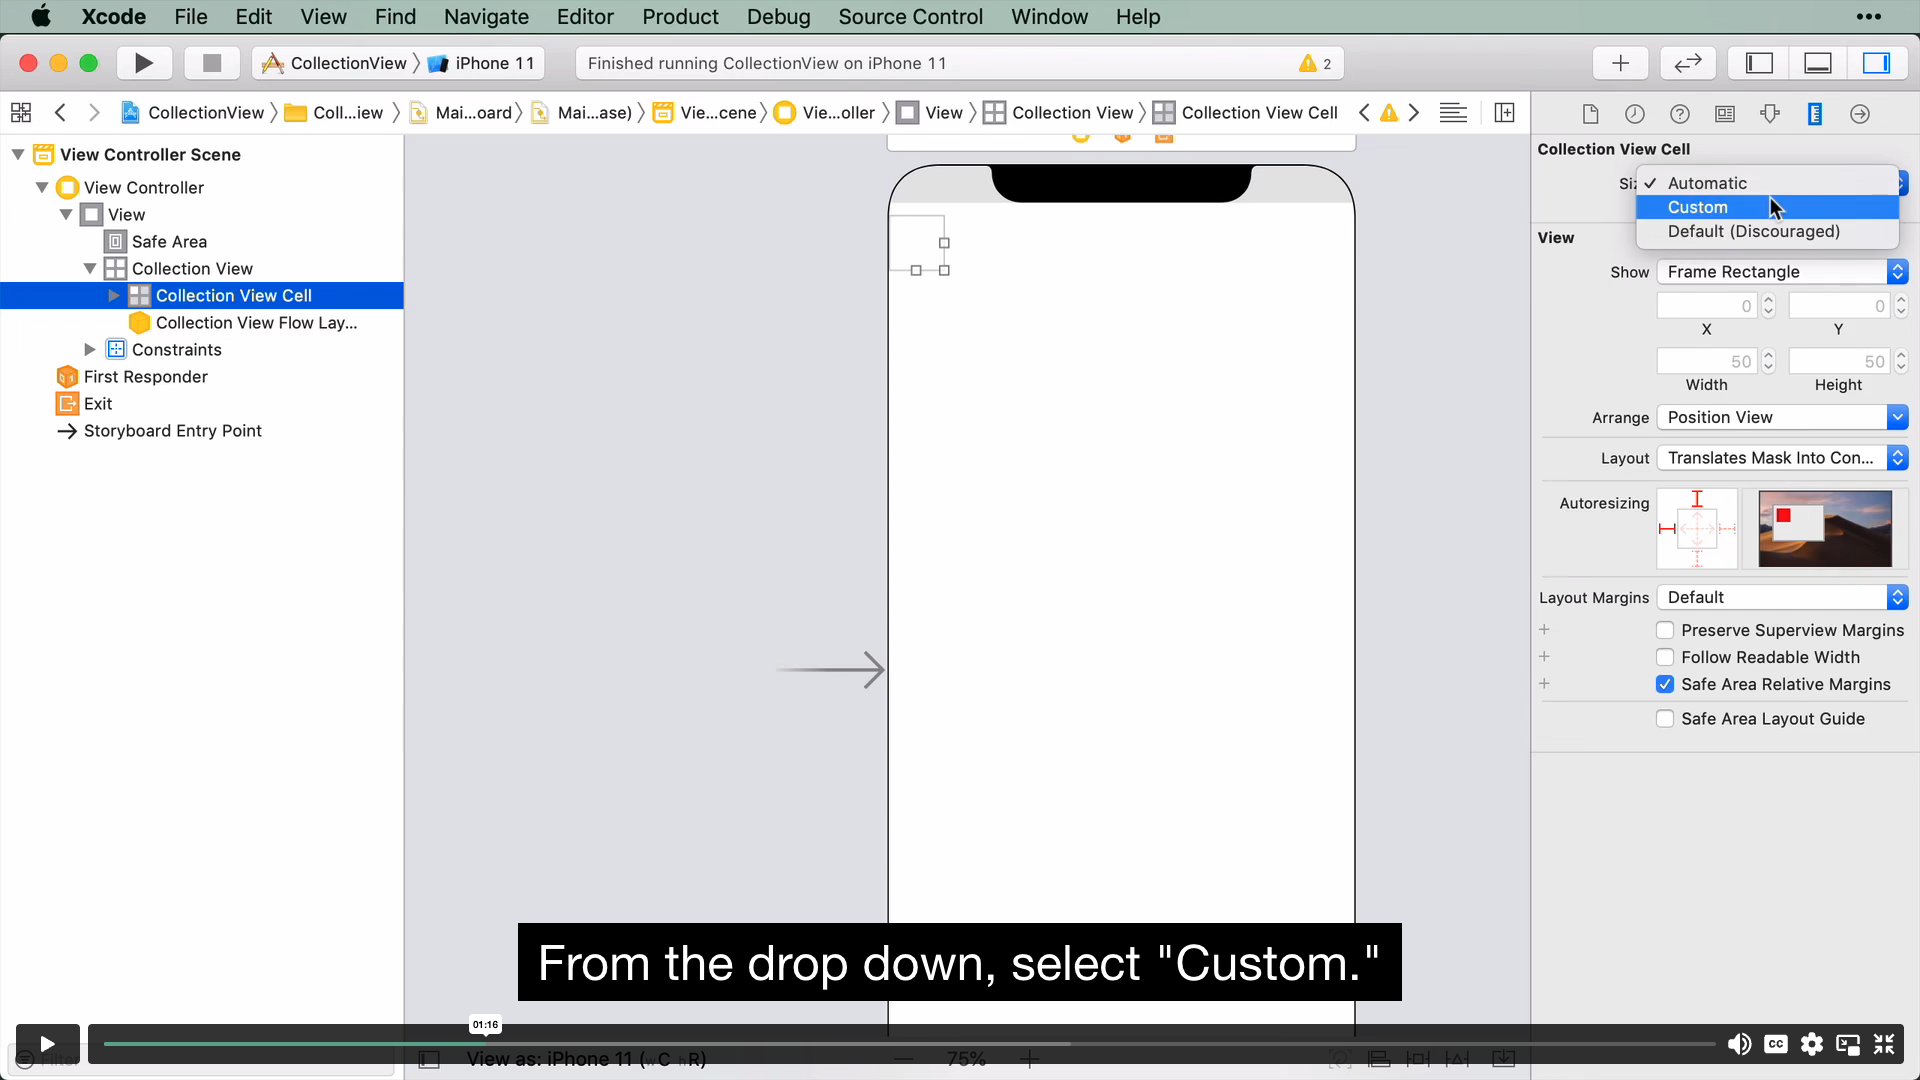 Xcode File Edit View Find Navigate Editor Product Debug Source Control Window Help
CollectionView iPhone 11
Finished running CollectionView on iPhone 11
2
CollectionView Coll...iew Mai...oard Mai...ase) Vie...cene Vie...oller View Collection View Collection View Cell
View Controller Scene
View Controller
View
Safe Area
Collection View
Collection View Cell
Collection View Flow Lay...
Constraints
First Responder
Exit
Storyboard Entry Point
Collection View Cell
Automatic
Custom
Default (Discouraged)
View
Show Frame Rectangle
0 0
X Y
50 50
Width Height
Arrange Position View
Layout Translates Mask Into Con...
Autoresizing
Layout Margins Default
Preserve Superview Margins
Follow Readable Width
Safe Area Relative Margins
Safe Area Layout Guide
From the drop down, select "Custom."
01:16
CC
Filter
View as: iPhone 11 (wC hR)
75%